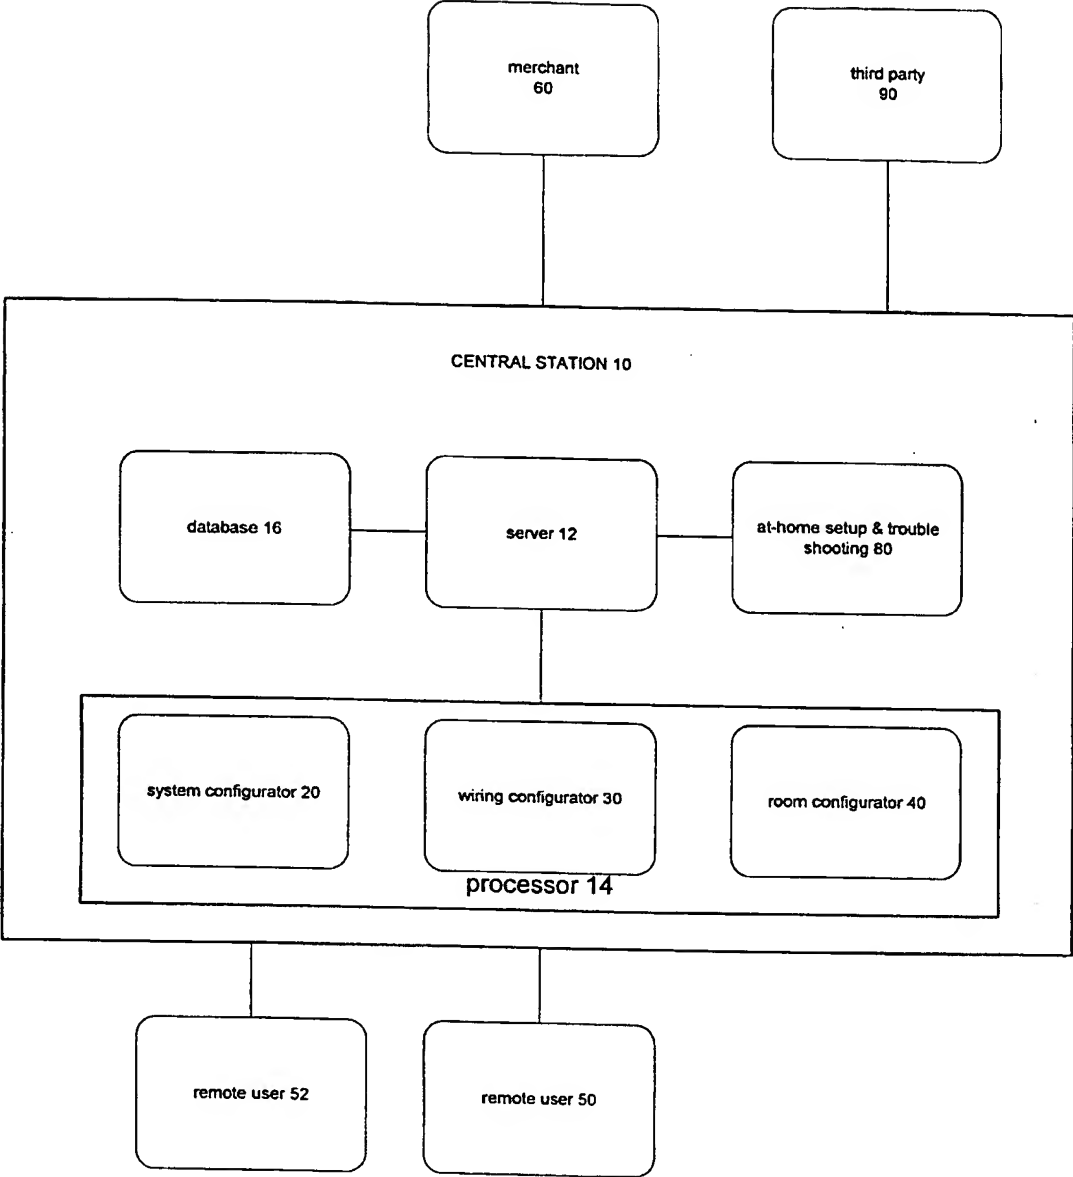 merchant
60
third party
90
CENTRAL STATION 10
database 16
server 12
at-home setup & trouble
shooting 80
system configurator 20
wiring configurator 30
room configurator 40
processor 14
remote user 52
remote user 50